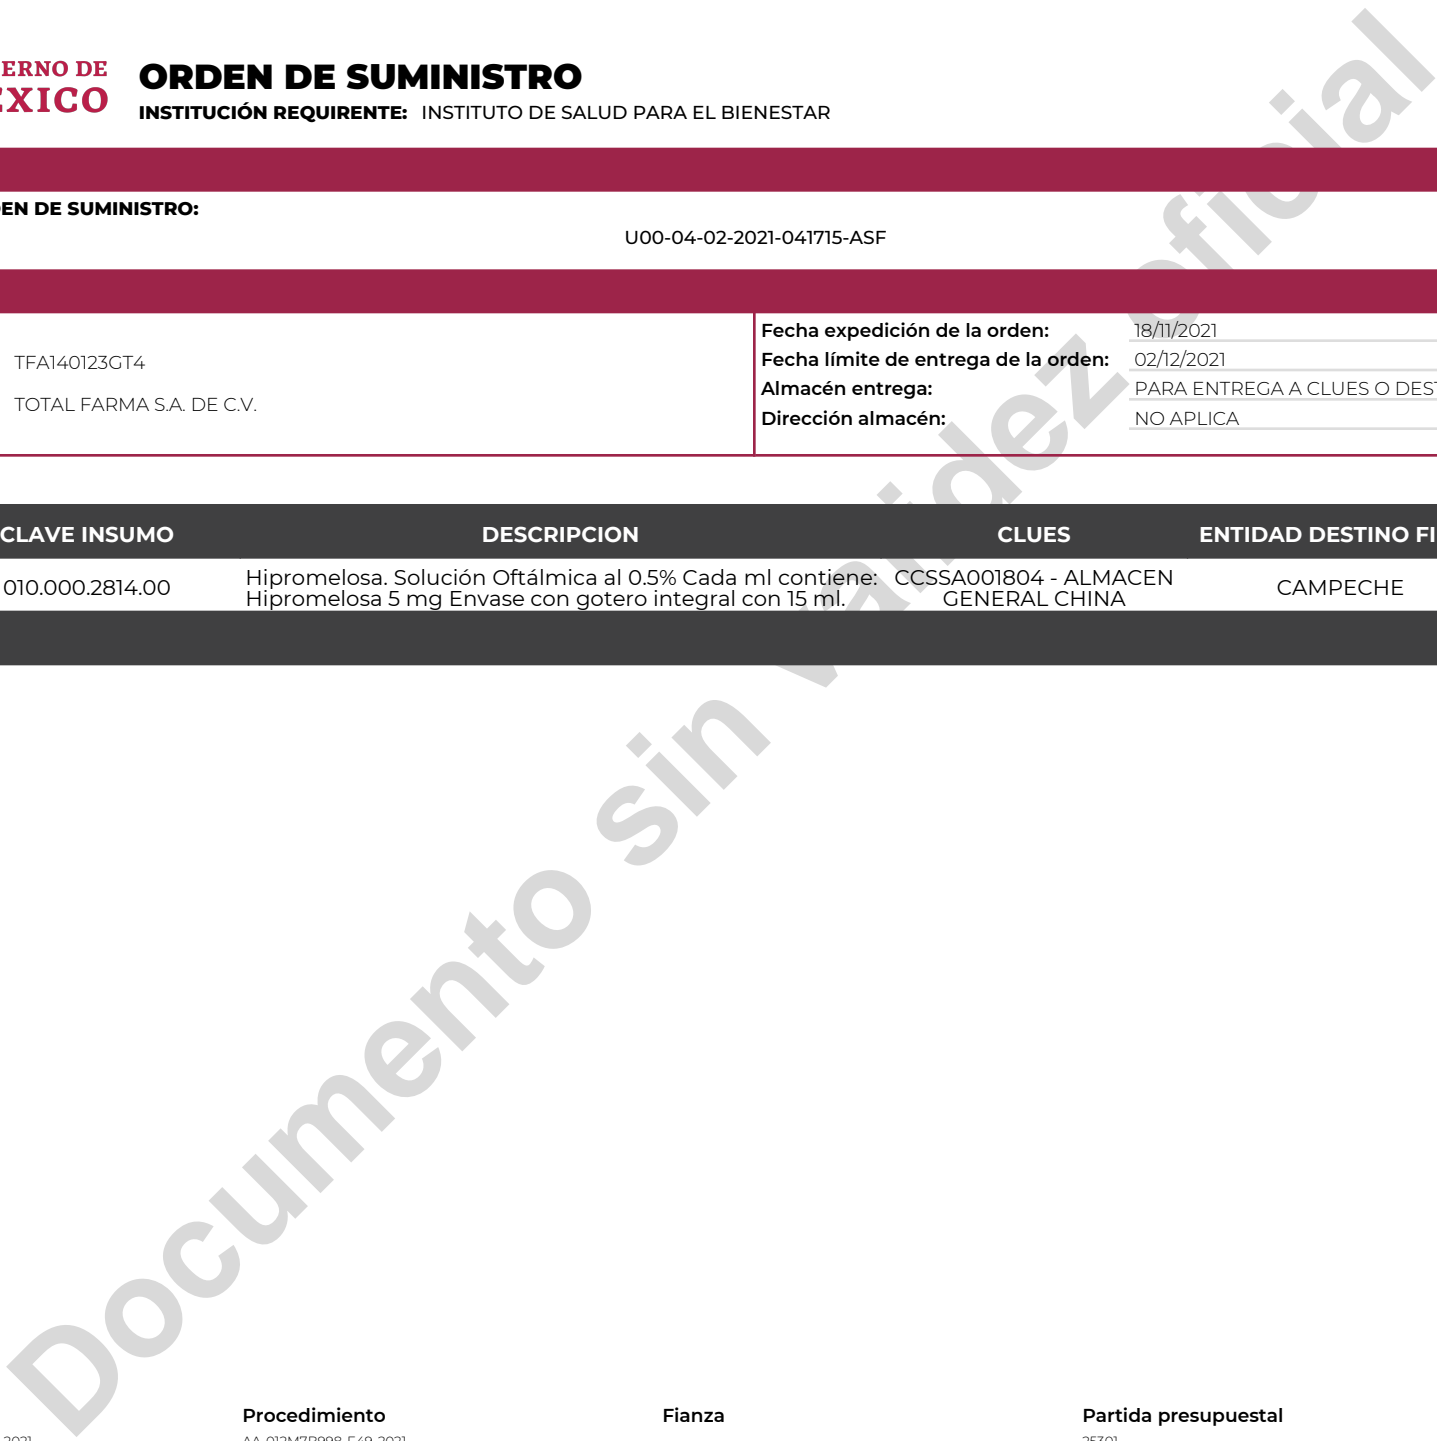 ERNO DE
ORDEN DE SUMINISTRO
INSTITUCIÓN REQUIRENTE: INSTITUTO DE SALUD PARA EL BIENESTAR
EN DE SUMINISTRO:
U00-04-02-2021-041715-ASF
TFA140123GT4
TOTAL FARMA S.A. DE C.V.
Fecha expedición de la orden: 18/11/2021
Fecha límite de entrega de la orden: 02/12/2021
Almacén entrega: PARA ENTREGA A CLUES O DEST
Dirección almacén: NO APLICA
CLAVE INSUMO DESCRIPCION CLUES ENTIDAD DESTINO FI
010.000.2814.00
Hipromelosa. Solución Oftálmica al 0.5% Cada ml contiene:
Hipromelosa 5 mg Envase con gotero integral con 15 ml.
CCSSA001804 - ALMACEN
GENERAL CHINA
CAMPECHE
Documento sin validez oficial
Procedimiento Fianza Partida presupuestal